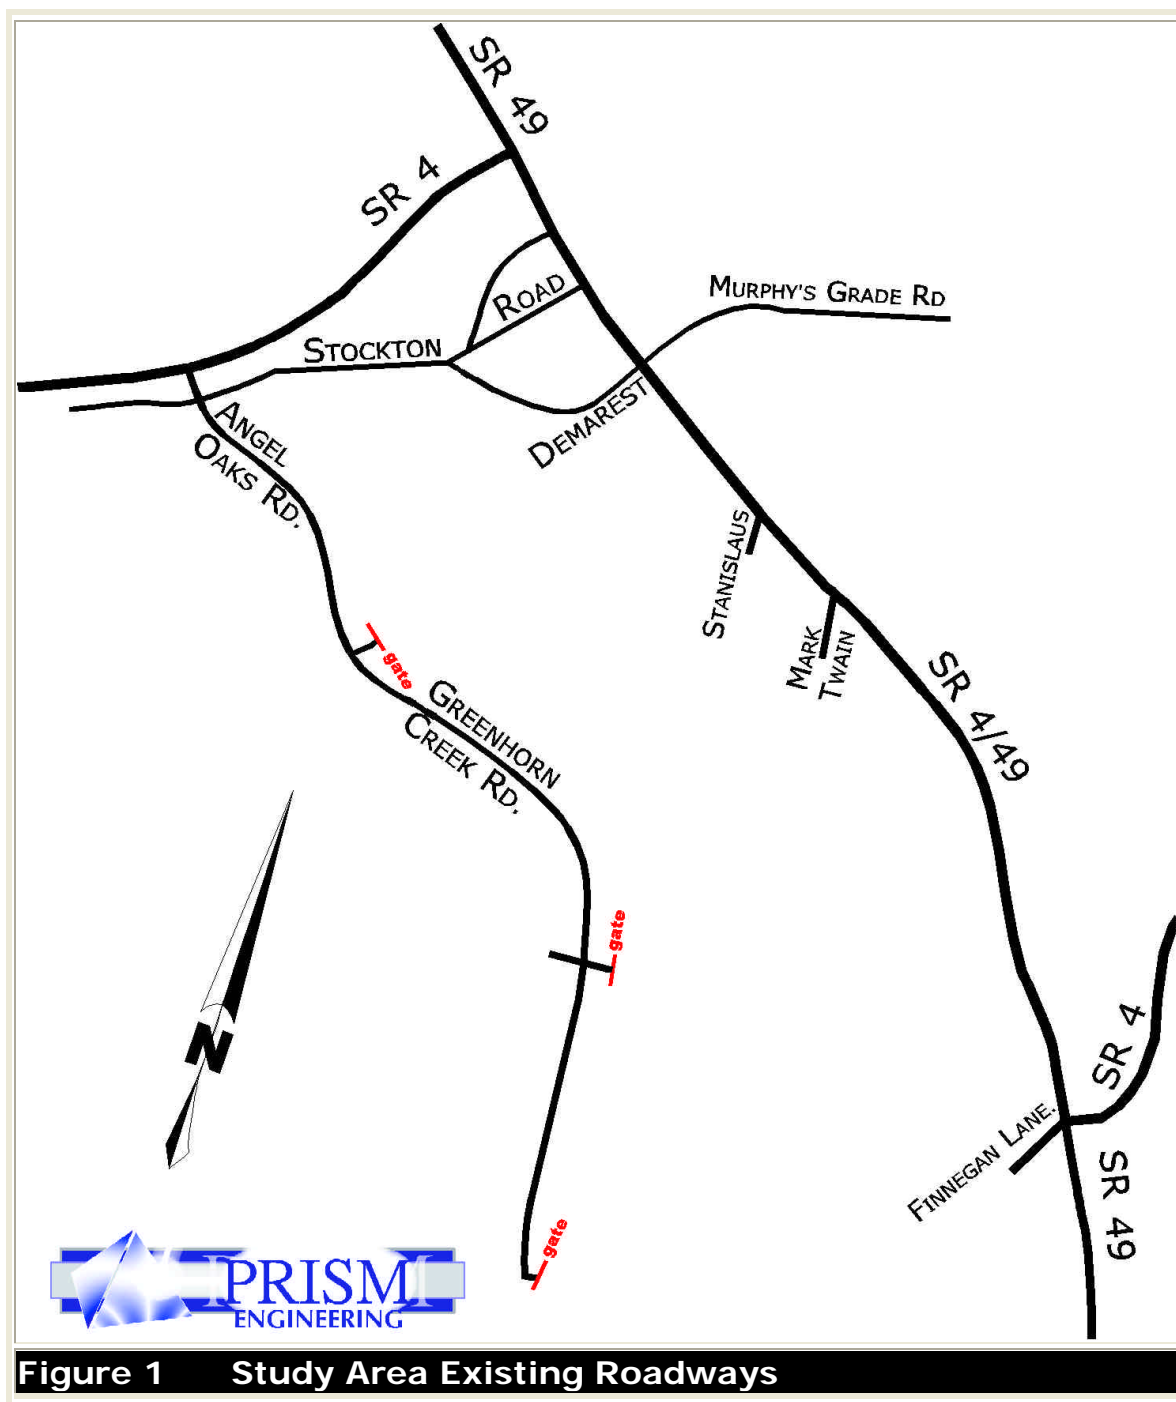 SR 49
SR 4
MURPHY'S GRADE RD
ROAD
STOCKTON
DEMAREST
ANGEL
OAKS RD.
STANISLAUS
MARK
TWAIN
gate
GREENHORN
CREEK RD.
SR 4/49
gate
N
SR 4
FINNEGAN LANE.
SR 49
gate
PRISM
ENGINEERING
Figure 1 Study Area Existing Roadways